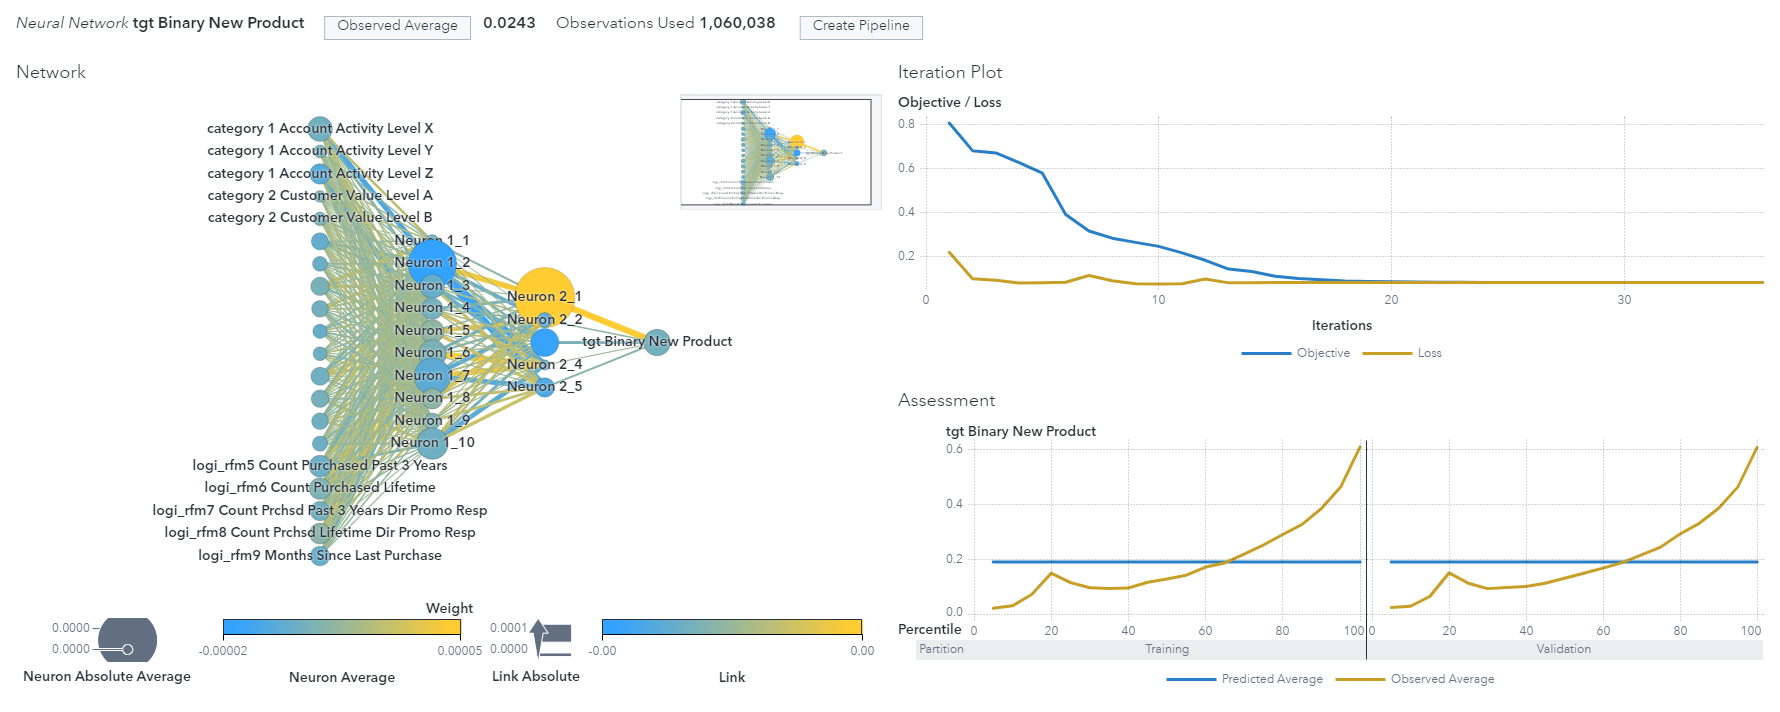 Neural Network tgt Binary New Product Observed Average 0.0243 Observations Used 1,060,038 Create Pipeline
Network
category 1 Account Activity Level X
category 1 Account Activity Level Y
category 1 Account Activity Level Z
category 2 Customer Value Level A
category 2 Customer Value Level B
Neuron 1_1
Neuron 1_2
Neuron 1_3
Neuron 1_4
Neuron 1_5
Neuron 1_6
Neuron 1_7
Neuron 1_8
Neuron 1_9
Neuron 1_10
Neuron 2_1
Neuron 2_2
tgt Binary New Product
Neuron 2_4
Neuron 2_5
logi_rfm5 Count Purchased Past 3 Years
logi_rfm6 Count Purchased Lifetime
logi_rfm7 Count Prchsd Past 3 Years Dir Promo Resp
logi_rfm8 Count Prchsd Lifetime Dir Promo Resp
logi_rfm9 Months Since Last Purchase
Weight
0.0000
0.0000
Neuron Absolute Average
-0.00002 0.00005
Neuron Average
0.0001
0.0000
Link Absolute
-0.00 0.00
Link
Iteration Plot
Objective / Loss
0.8
0.6
0.4
0.2
0 10 20 30
Iterations
Objective Loss
Assessment
tgt Binary New Product
0.6
0.4
0.2
0.0
Percentile 0 20 40 60 80 100 0 20 40 60 80 100
Partition Training Validation
Predicted Average Observed Average